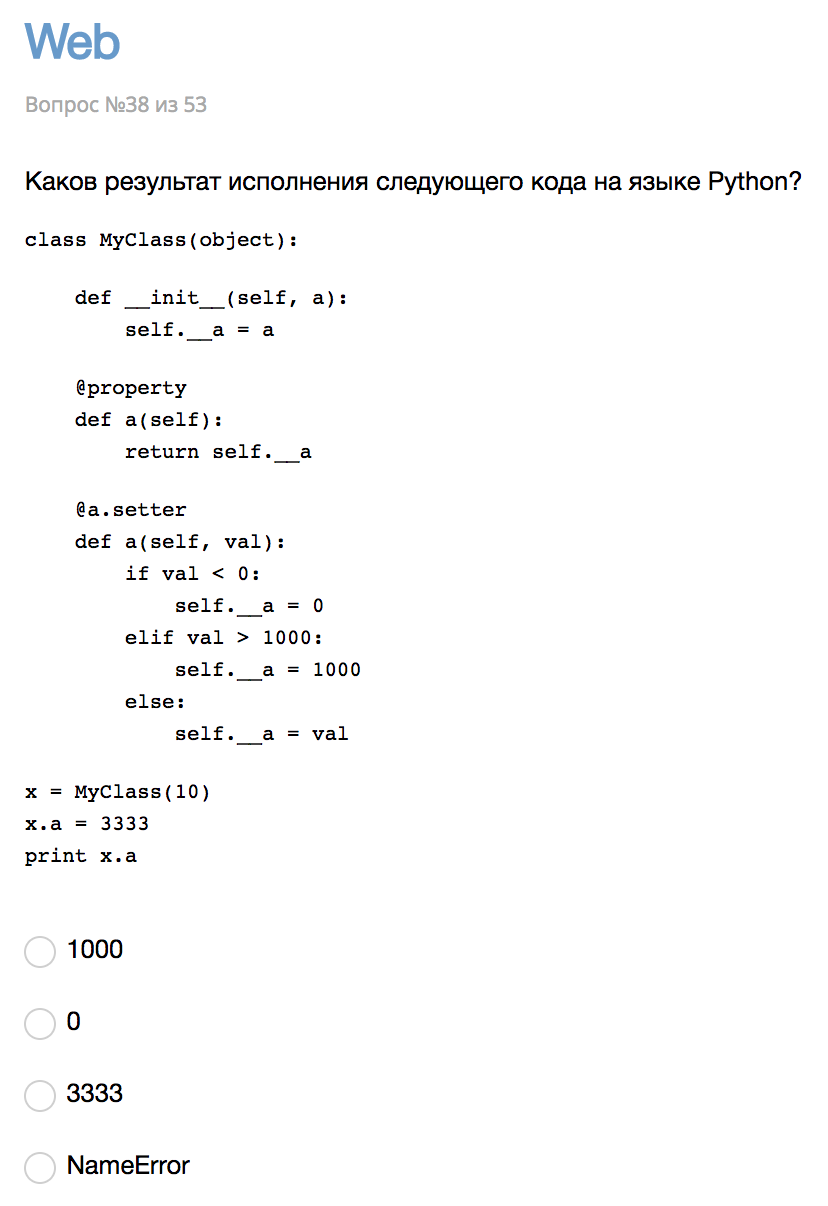 Web
Вопрос №38 из 53
Каков результат исполнения следующего кода на языке Python?
class MyClass(object):
    def __init__(self, a):
        self.__a = a
    @property
    def a(self):
        return self.__a
    @a.setter
    def a(self, val):
        if val < 0:
            self.__a = 0
        elif val > 1000:
            self.__a = 1000
        else:
            self.__a = val
x = MyClass(10)
x.a = 3333
print x.a
1000
0
3333
NameError